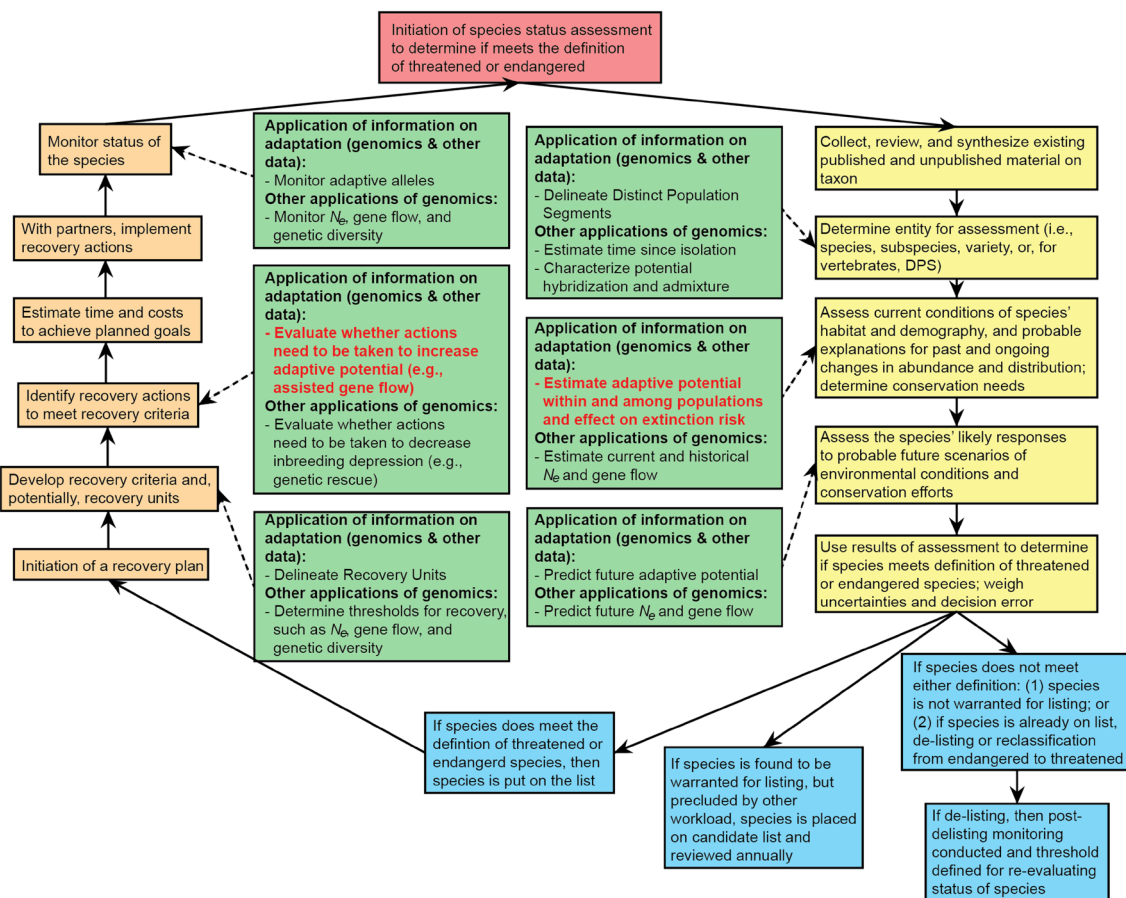 Initiation of species status assessment
to determine if meets the definition
of threatened or endangered
Monitor status of
the species
With partners, implement
recovery actions
Estimate time and costs
to achieve planned goals
Identify recovery actions
to meet recovery criteria
Develop recovery criteria and,
potentially, recovery units
Initiation of a recovery plan
Application of information on
adaptation (genomics & other
data):
- Monitor adaptive alleles
Other applications of genomics:
- Monitor Ne, gene flow, and
genetic diversity
Application of information on
adaptation (genomics & other
data):
- Evaluate whether actions
need to be taken to increase
adaptive potential (e.g.,
assisted gene flow)
Other applications of genomics:
- Evaluate whether actions
need to be taken to decrease
inbreeding depression (e.g.,
genetic rescue)
Application of information on
adaptation (genomics & other
data):
- Delineate Recovery Units
Other applications of genomics:
- Determine thresholds for recovery,
such as Ne, gene flow, and
genetic diversity
Application of information on
adaptation (genomics & other
data):
- Delineate Distinct Population
Segments
Other applications of genomics:
- Estimate time since isolation
- Characterize potential
hybridization and admixture
Application of information on
adaptation (genomics & other
data):
- Estimate adaptive potential
within and among populations
and effect on extinction risk
Other applications of genomics:
- Estimate current and historical
Ne and gene flow
Application of information on
adaptation (genomics & other
data):
- Predict future adaptive potential
Other applications of genomics:
- Predict future Ne and gene flow
Collect, review, and synthesize existing
published and unpublished material on
taxon
Determine entity for assessment (i.e.,
species, subspecies, variety, or, for
vertebrates, DPS)
Assess current conditions of species'
habitat and demography, and probable
explanations for past and ongoing
changes in abundance and distribution;
determine conservation needs
Assess the species' likely responses
to probable future scenarios of
environmental conditions and
conservation efforts
Use results of assessment to determine
if species meets definition of threatened
or endangered species; weigh
uncertainties and decision error
If species does meet the
defintion of threatened or
endangerd species, then
species is put on the list
If species is found to be
warranted for listing, but
precluded by other
workload, species is placed
on candidate list and
reviewed annually
If species does not meet
either definition: (1) species
is not warranted for listing; or
(2) if species is already on list,
de-listing or reclassification
from endangered to threatened
If de-listing, then post-
delisting monitoring
conducted and threshold
defined for re-evaluating
status of species